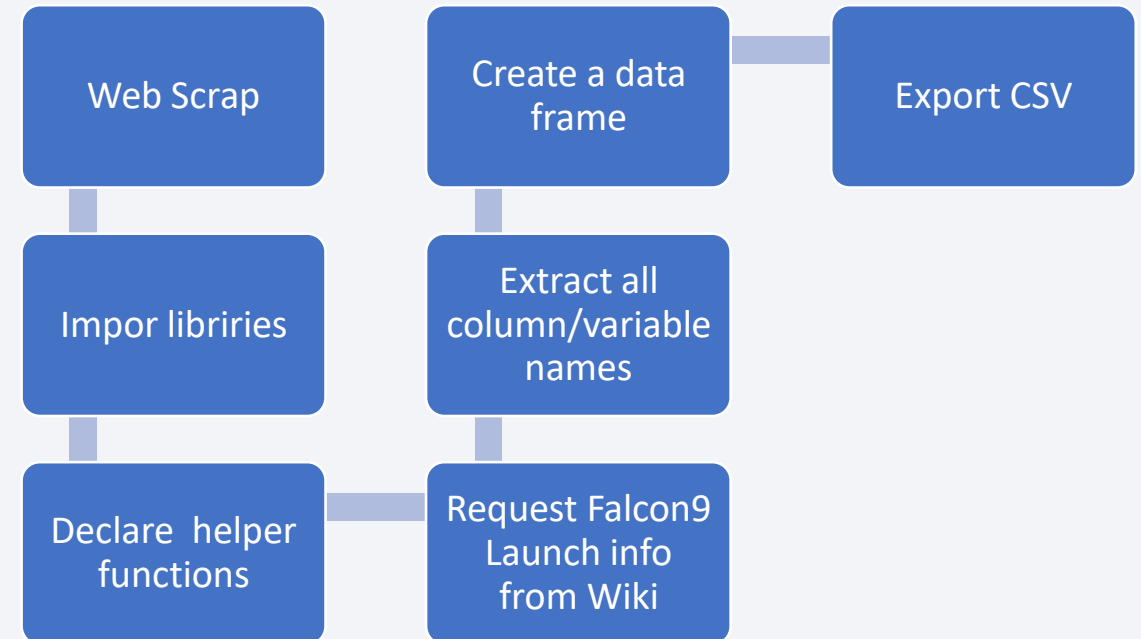 Web Scrap
Impor libriries
Declare  helper
functions
Request Falcon9
Launch info
from Wiki
Extract all
column/variable
names
Create a data
frame
Export CSV